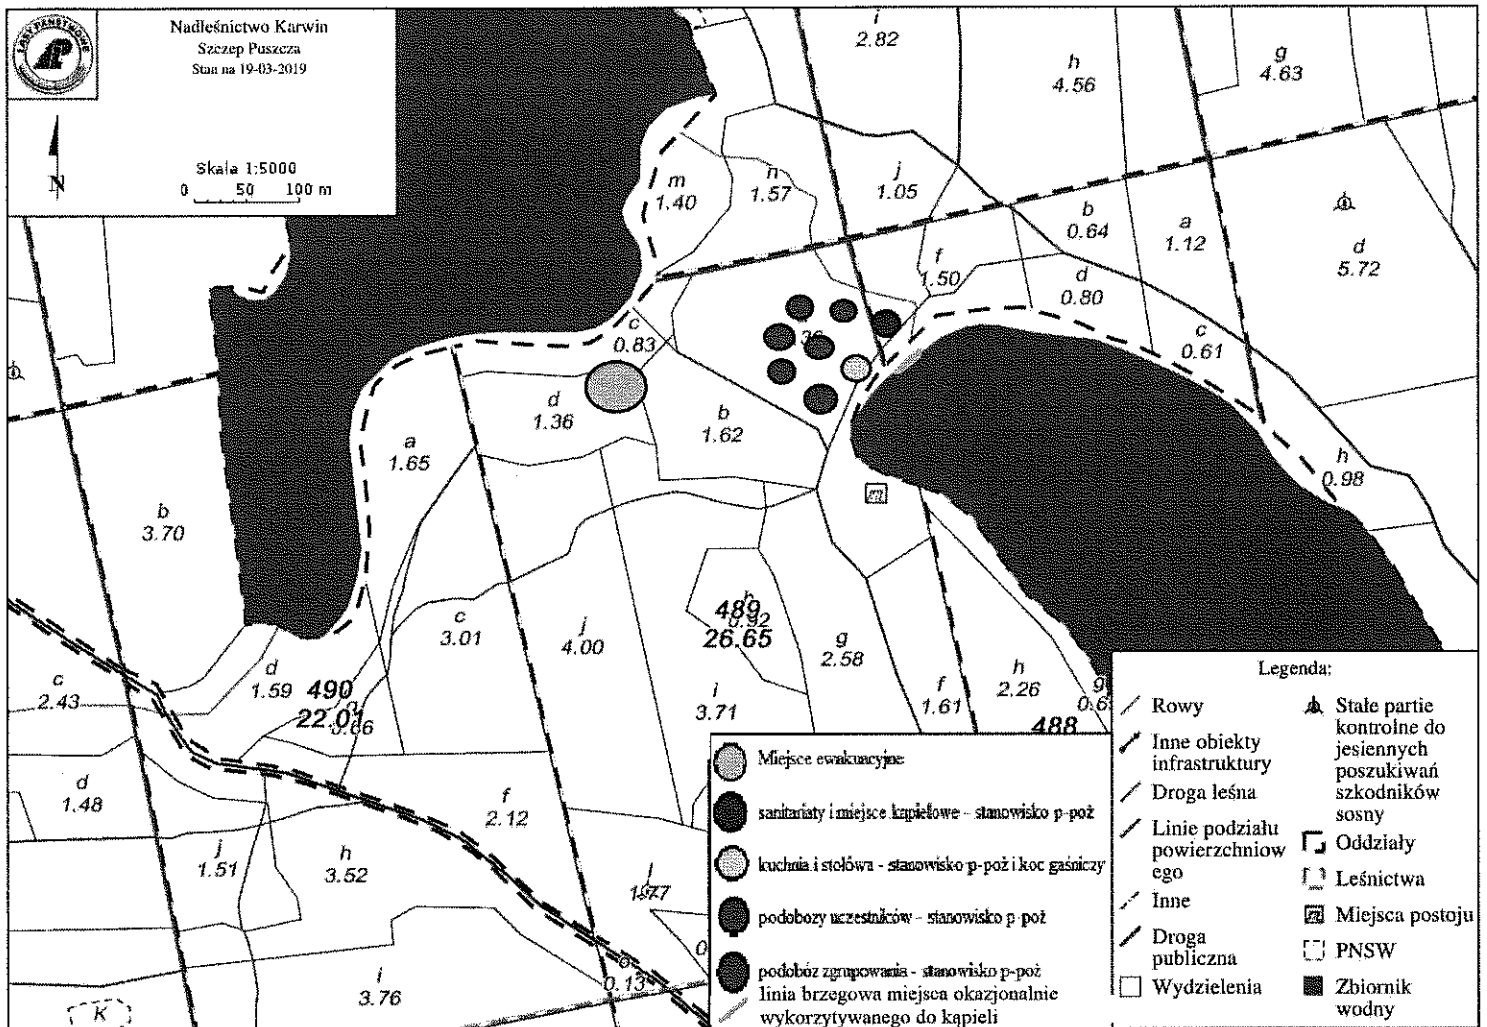 LASY PAŃSTWOWE
Nadleśnictwo Karwin
Szczep Puszcza
Stan na 19-03-2019
N
Skala 1:5000
0 50 100 m
i
2.82
h
4.56
g
4.63
m
1.40
n
1.57
j
1.05
b
0.64
a
1.12
d
5.72
f
1.50
d
0.80
c
0.83
c
0.61
d
1.36
b
1.62
a
1.65
h
0.98
b
3.70
c
3.01
j
4.00
489
26.65
g
2.58
c
2.43
d
1.59
490
22.01
i
3.71
f
1.61
h
2.26
488
d
1.48
f
2.12
j
1.51
h
3.52
i
3.76
0.13
K
Miejsce ewakuacyjne
sanitariaty i miejsce kąpielowe - stanowisko p-poż
kuchnia i stołówa - stanowisko p-poż i koc gaśniczy
podobozy uczestników - stanowisko p-poż
podobóz zgrupowania - stanowisko p-poż
linia brzegowa miejsca okazjonalnie
wykorzytywanego do kąpieli
Legenda:
Rowy
Inne obiekty
infrastruktury
Droga leśna
Linie podziału
powierzchniow
ego
Inne
Droga
publiczna
Wydzielenia
Stałe partie
kontrolne do
jesiennych
poszukiwań
szkodników
sosny
Oddziały
Leśnictwa
Miejsca postoju
PNSW
Zbiornik
wodny